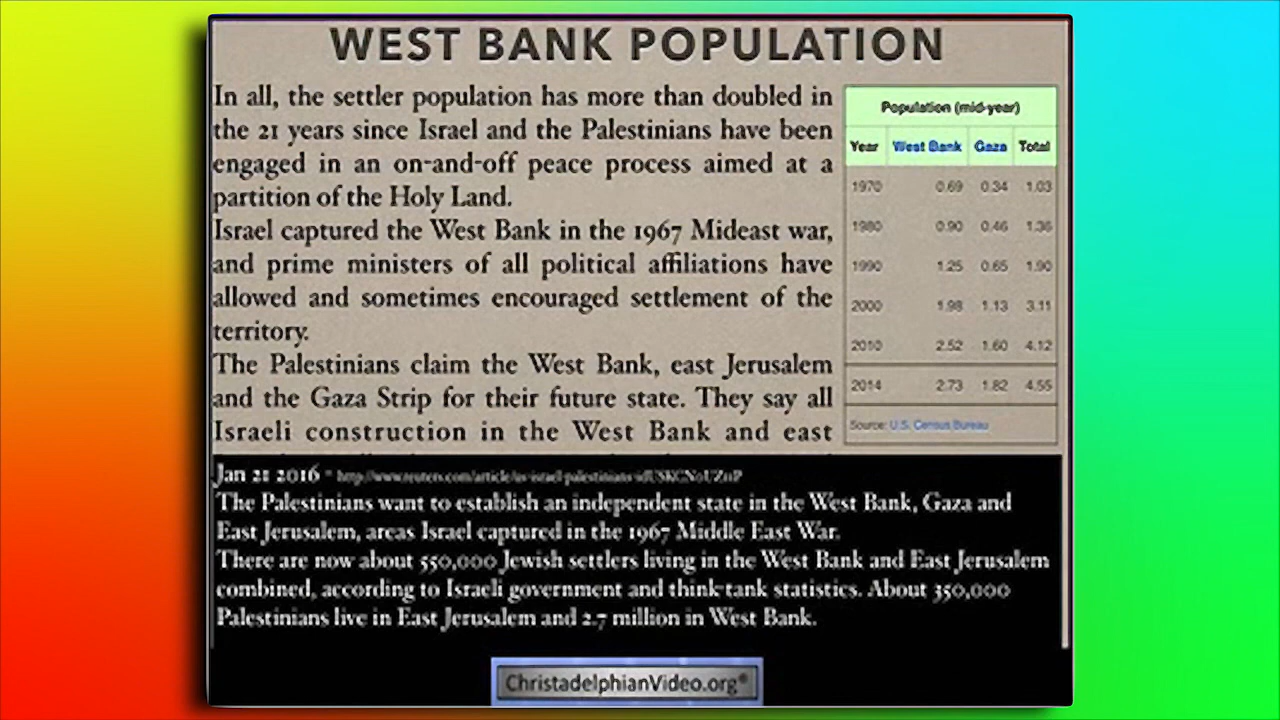 WEST BANK POPULATION
In all, the settler population has more than doubled in
the 21 years since Israel and the Palestinians have been
engaged in an on-and-off peace process aimed at a
partition of the Holy Land.
Israel captured the West Bank in the 1967 Mideast war,
and prime ministers of all political affiliations have
allowed and sometimes encouraged settlement of the
territory.
The Palestinians claim the West Bank, east Jerusalem
and the Gaza Strip for their future state. They say all
Israeli construction in the West Bank and east
Population (mid-year)
Year West Bank Gaza Total
1970 0.69 0.34 1.03
1980 0.90 0.46 1.36
1990 1.25 0.65 1.90
2000 1.98 1.13 3.11
2010 2.52 1.60 4.12
2014 2.73 1.82 4.55
Source: U.S. Census Bureau
Jan 21 2016 -
The Palestinians want to establish an independent state in the West Bank, Gaza and
East Jerusalem, areas Israel captured in the 1967 Middle East War.
There are now about 550,000 Jewish settlers living in the West Bank and East Jerusalem
combined, according to Israeli government and think-tank statistics. About 350,000
Palestinians live in East Jerusalem and 2.7 million in West Bank.
ChristadelphianVideo.org®